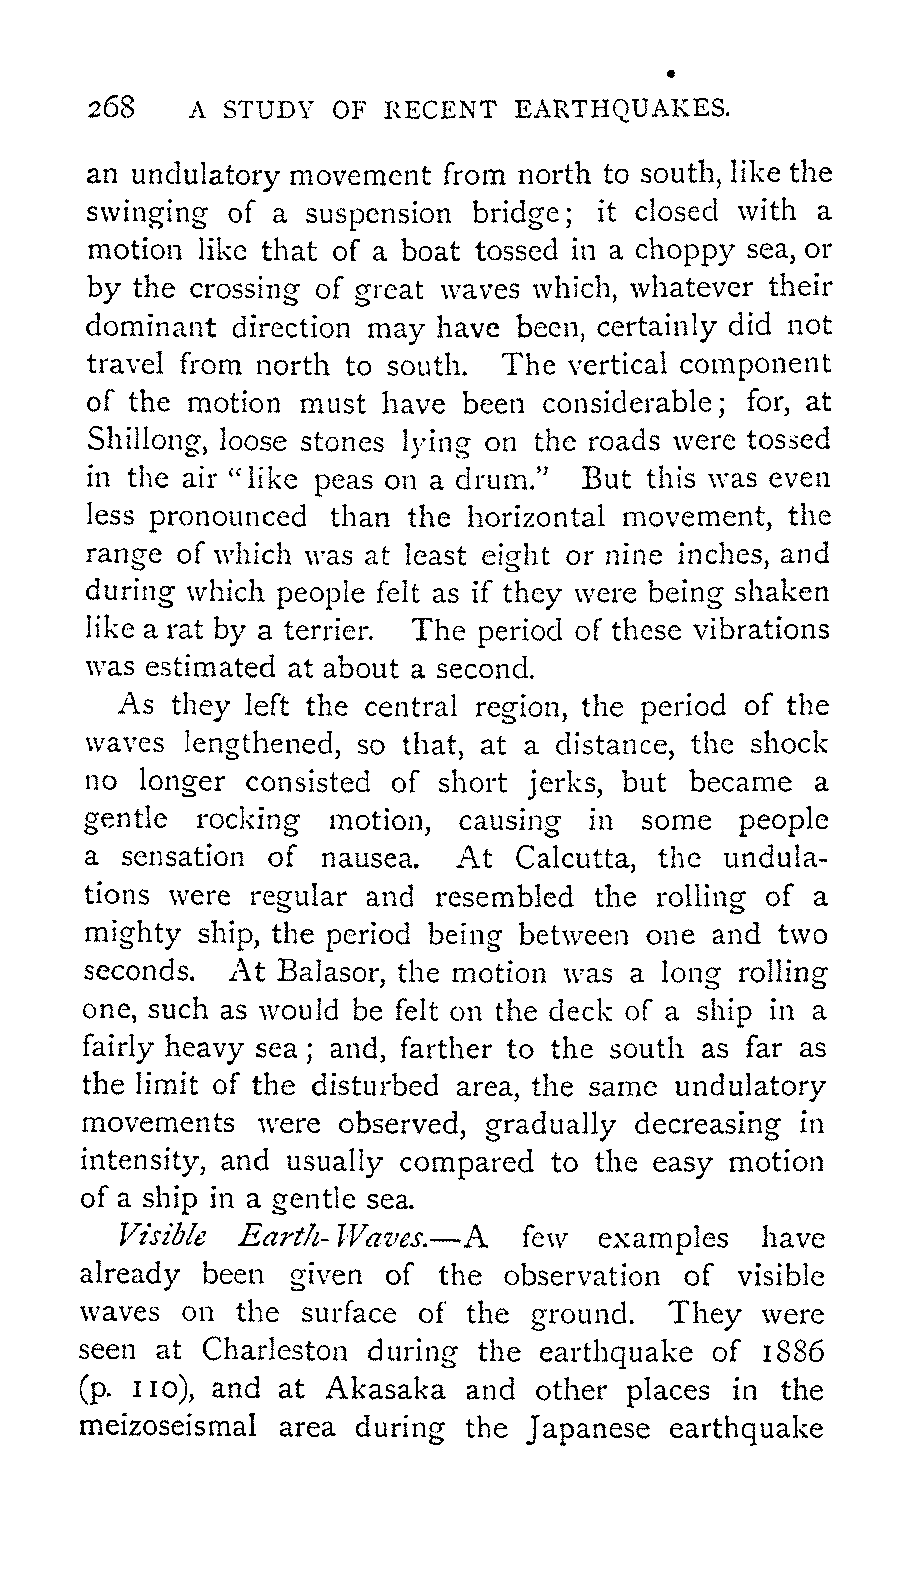 268 A STUDY OF RECENT EARTHQUAKES.
an undulatory movement from north to south, like the
swinging of a suspension bridge; it closed with a
motion like that of a boat tossed in a choppy sea, or
by the crossing of great waves which, whatever their
dominant direction may have been, certainly did not
travel from north to south. The vertical component
of the motion must have been considerable; for, at
Shillong, loose stones lying on the roads were tossed
in the air "like peas on a drum." But this was even
less pronounced than the horizontal movement, the
range of which was at least eight or nine inches, and
during which people felt as if they were being shaken
like a rat by a terrier. The period of these vibrations
was estimated at about a second.
As they left the central region, the period of the
waves lengthened, so that, at a distance, the shock
no longer consisted of short jerks, but became a
gentle rocking motion, causing in some people
a sensation of nausea. At Calcutta, the undula-
tions were regular and resembled the rolling of a
mighty ship, the period being between one and two
seconds. At Balasor, the motion was a long rolling
one, such as would be felt on the deck of a ship in a
fairly heavy sea; and, farther to the south as far as
the limit of the disturbed area, the same undulatory
movements were observed, gradually decreasing in
intensity, and usually compared to the easy motion
of a ship in a gentle sea.
Visible Earth-Waves.—A few examples have
already been given of the observation of visible
waves on the surface of the ground. They were
seen at Charleston during the earthquake of 1886
(p. 110), and at Akasaka and other places in the
meizoseismal area during the Japanese earthquake